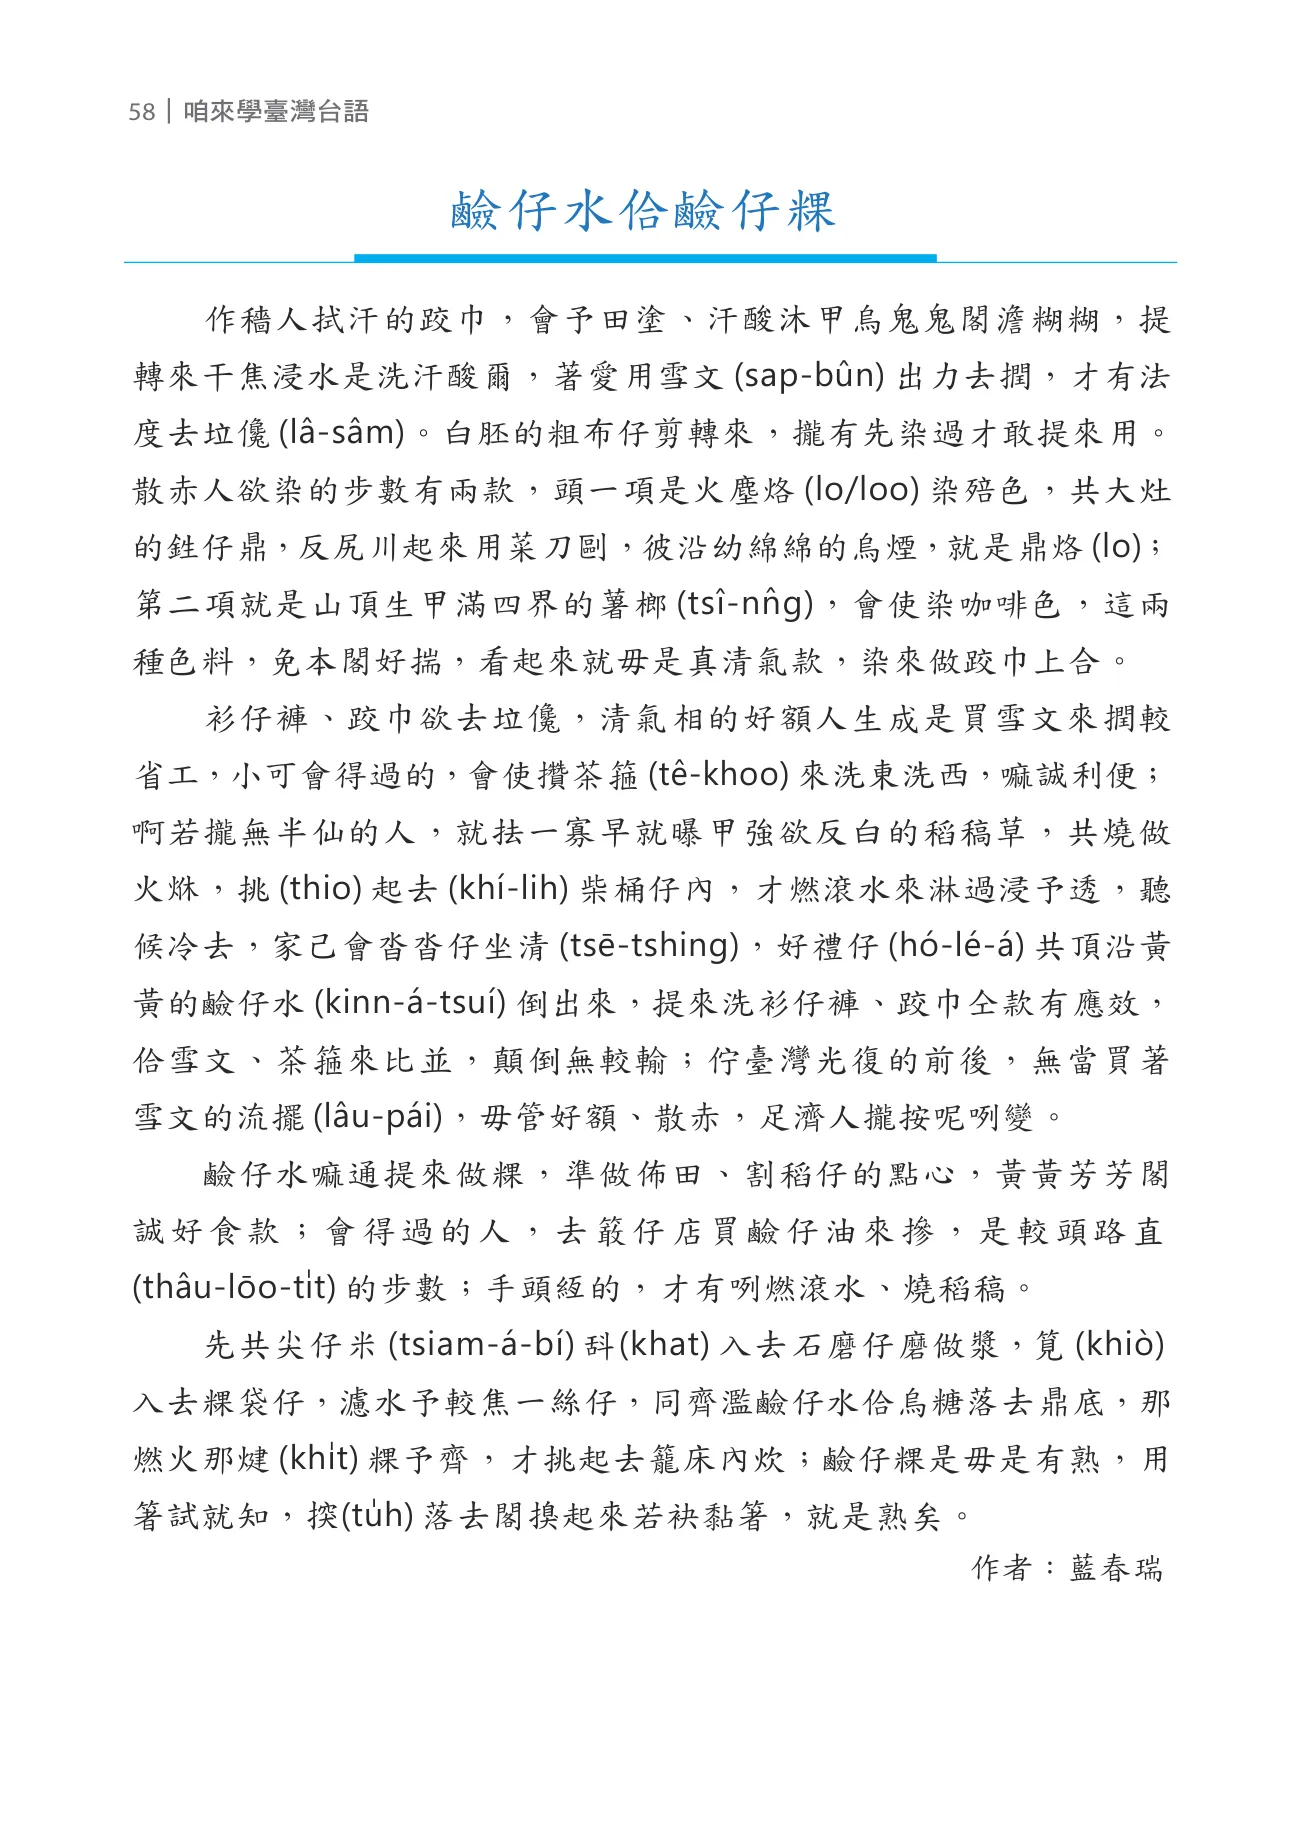 58｜咱來學臺灣台語
鹼仔水佮鹼仔粿
作穡人拭汗的跤巾，會予田塗、汗酸沐甲烏鬼鬼閣澹糊糊，提
轉來干焦浸水是洗汗酸爾，著愛用雪文 (sap-bûn) 出力去撋，才有法
度去垃儳 (lâ-sâm)。白胚的粗布仔剪轉來，攏有先染過才敢提來用。
散赤人欲染的步數有兩款，頭一項是火塵烙 (lo/loo) 染殕色，共大灶
的鉎仔鼎，反尻川起來用菜刀剾，彼沿幼綿綿的烏煙，就是鼎烙 (lo)；
第二項就是山頂生甲滿四界的薯榔 (tsî-nn̂g)，會使染咖啡色，這兩
種色料，免本閣好揣，看起來就毋是真清氣款，染來做跤巾上合。
衫仔褲、跤巾欲去垃儳，清氣相的好額人生成是買雪文來撋較
省工，小可會得過的，會使攢茶箍 (tê-khoo) 來洗東洗西，嘛誠利便；
啊若攏無半仙的人，就抾一寡早就曝甲強欲反白的稻稿草，共燒做
火烌，挑 (thio) 起去 (khí-lih) 柴桶仔內，才燃滾水來淋過浸予透，聽
候冷去，家己會沓沓仔坐清 (tsē-tshing)，好禮仔 (hó-lé-á) 共頂沿黃
黃的鹼仔水 (kinn-á-tsuí) 倒出來，提來洗衫仔褲、跤巾仝款有應效，
佮雪文、茶箍來比並，顛倒無較輸；佇臺灣光復的前後，無當買著
雪文的流擺 (lâu-pái)，毋管好額、散赤，足濟人攏按呢咧變。
鹼仔水嘛通提來做粿，準做佈田、割稻仔的點心，黃黃芳芳閣
誠好食款；會得過的人，去簽仔店買鹼仔油來摻，是較頭路直
(thâu-lōo-ti̍t) 的步數；手頭絚的，才有咧燃滾水、燒稻稿。
先共尖仔米 (tsiam-á-bí) 㪺(khat) 入去石磨仔磨做漿，筧 (khiò)
入去粿袋仔，濾水予較焦一絲仔，同齊濫鹼仔水佮烏糖落去鼎底，那
燃火那煡 (khi̍t) 粿予齊，才挑起去籠床內炊；鹼仔粿是毋是有熟，用
箸試就知，揬(tu̍h) 落去閣摸起來若袂黏箸，就是熟矣。
作者：藍春瑞